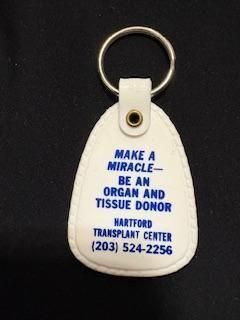 MAKE A
MIRACLE—
BE AN
ORGAN AND
TISSUE DONOR
HARTFORD
TRANSPLANT CENTER
(203) 524-2256